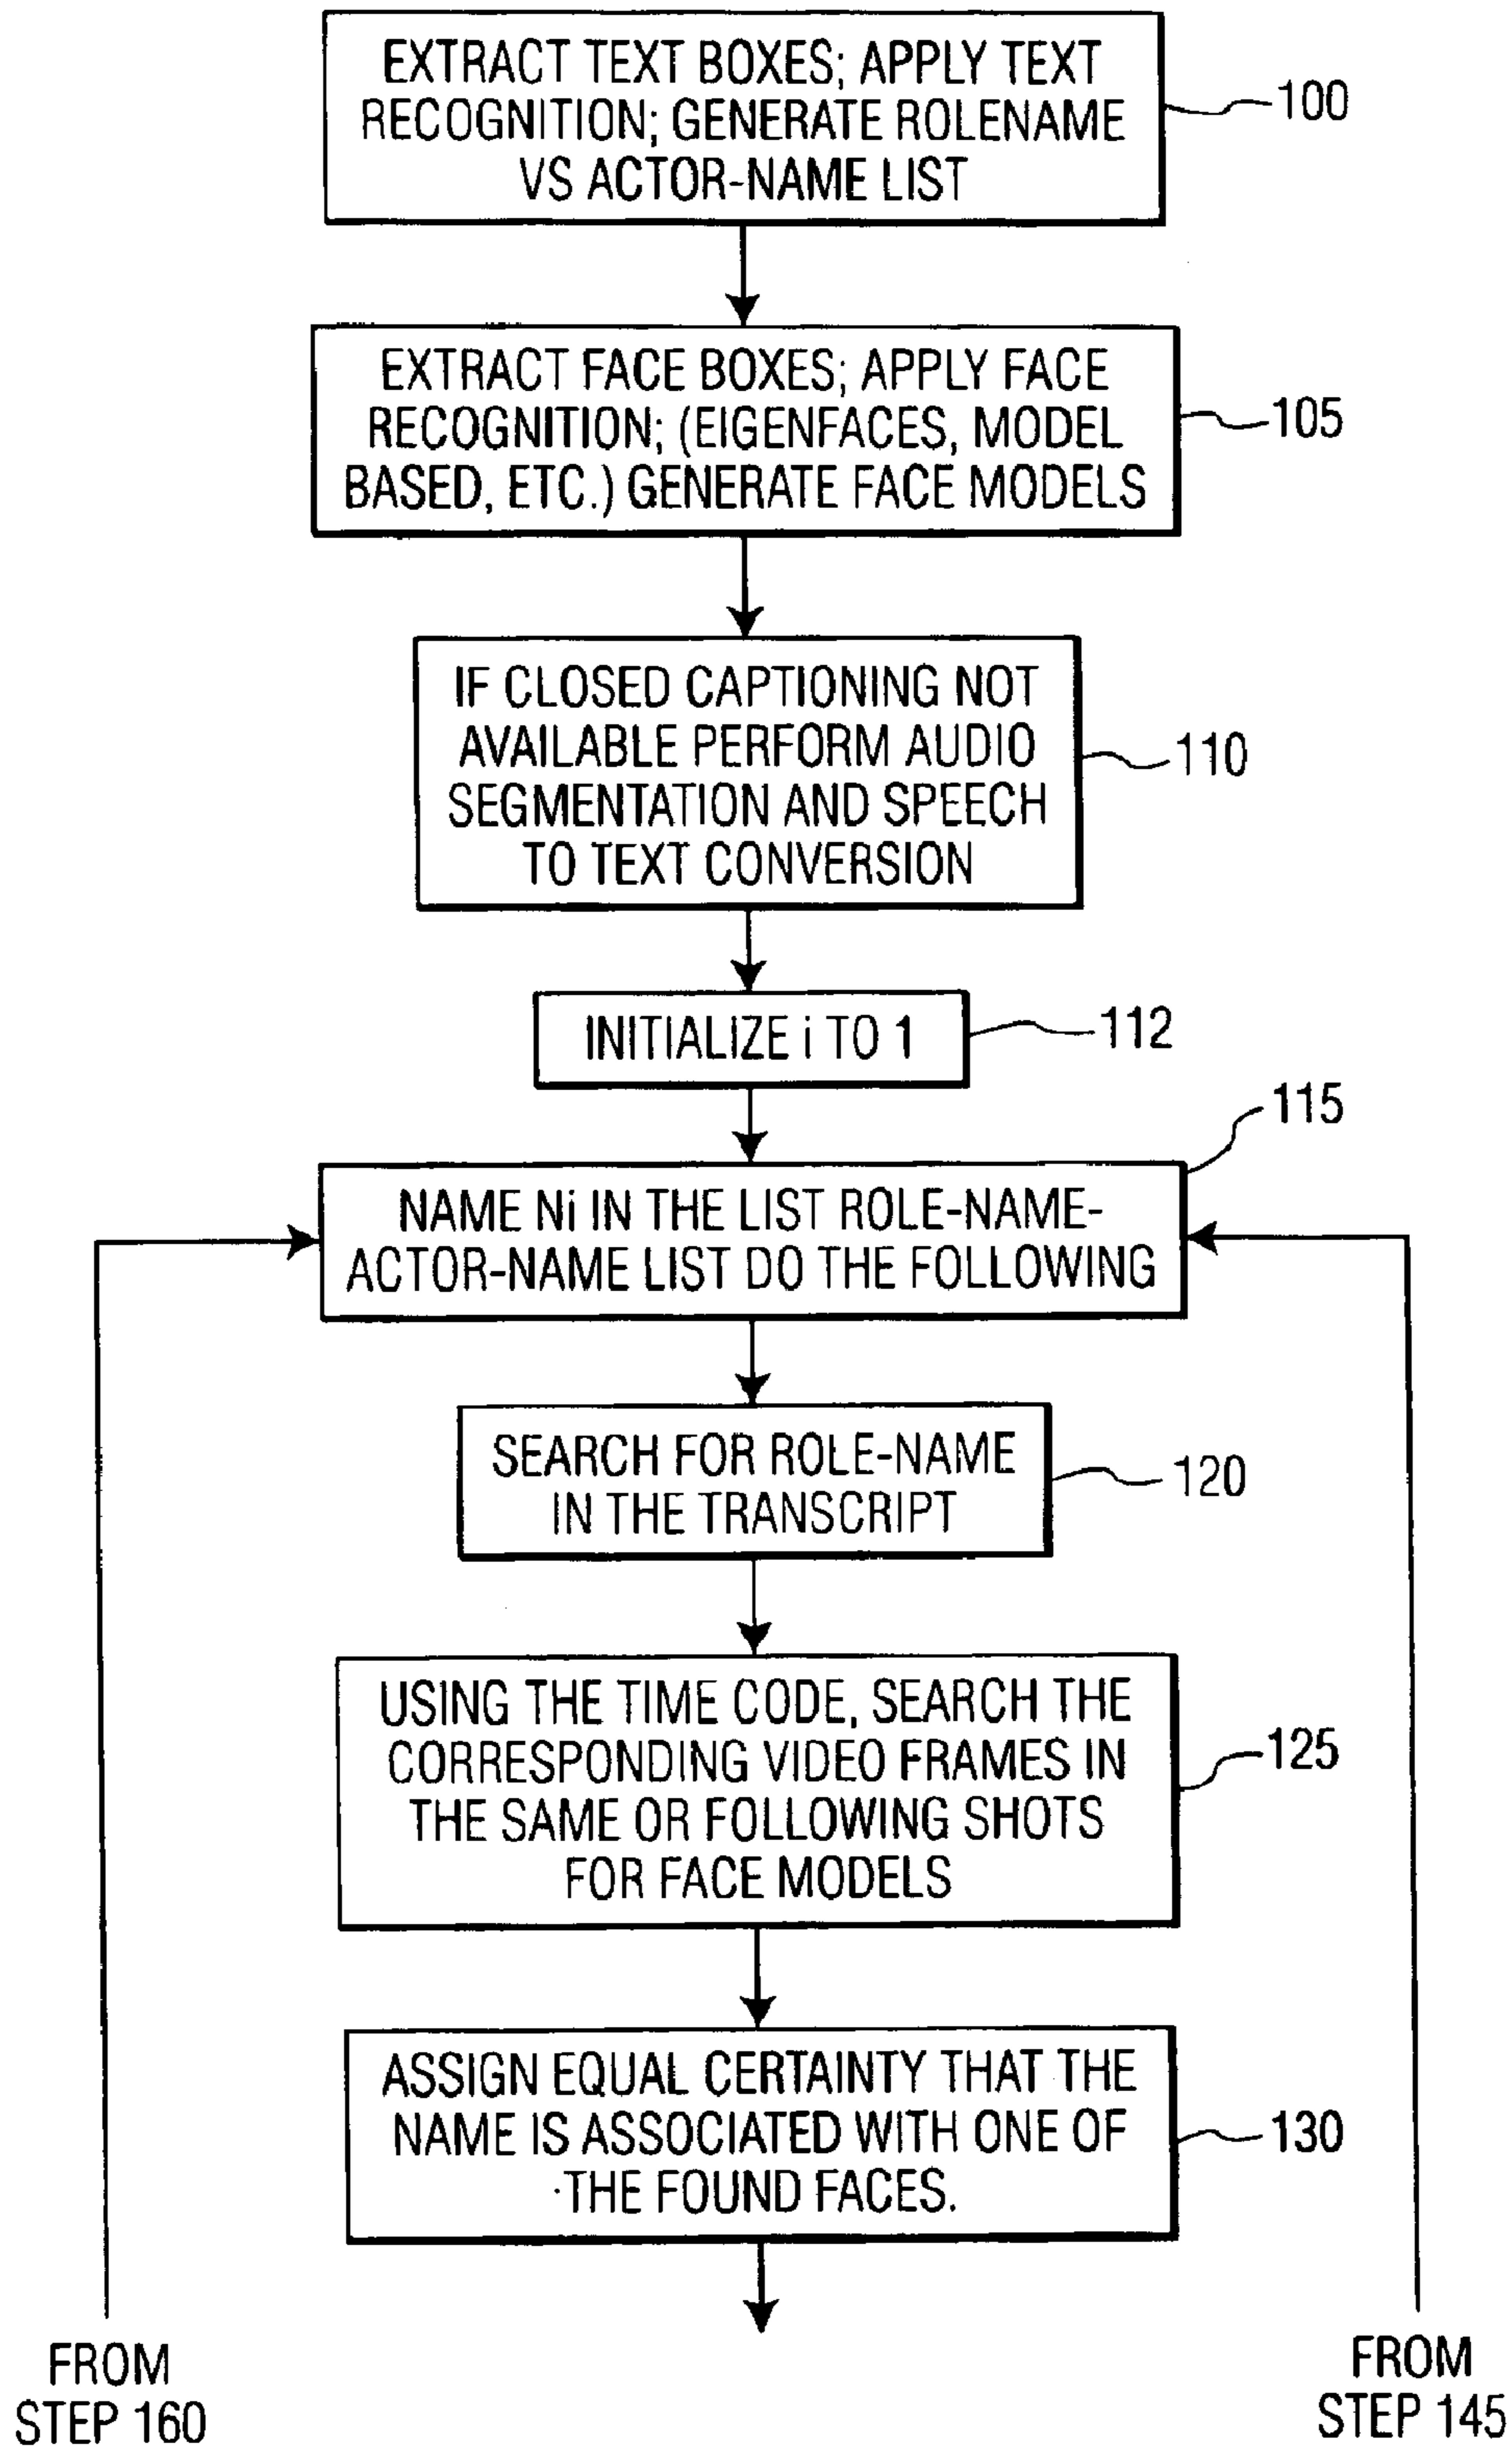 EXTRACT TEXT BOXES; APPLY TEXT
RECOGNITION; GENERATE ROLENAME
VS ACTOR-NAME LIST
100
EXTRACT FACE BOXES; APPLY FACE
RECOGNITION; (EIGENFACES, MODEL
BASED, ETC.) GENERATE FACE MODELS
105
IF CLOSED CAPTIONING NOT
AVAILABLE PERFORM AUDIO
SEGMENTATION AND SPEECH
TO TEXT CONVERSION
110
INITIALIZE i TO 1
112
115
NAME Ni IN THE LIST ROLE-NAME-
ACTOR-NAME LIST DO THE FOLLOWING
SEARCH FOR ROLE-NAME
IN THE TRANSCRIPT
120
USING THE TIME CODE, SEARCH THE
CORRESPONDING VIDEO FRAMES IN
THE SAME OR FOLLOWING SHOTS
FOR FACE MODELS
125
ASSIGN EQUAL CERTAINTY THAT THE
NAME IS ASSOCIATED WITH ONE OF
THE FOUND FACES.
130
FROM
STEP 160
FROM
STEP 145